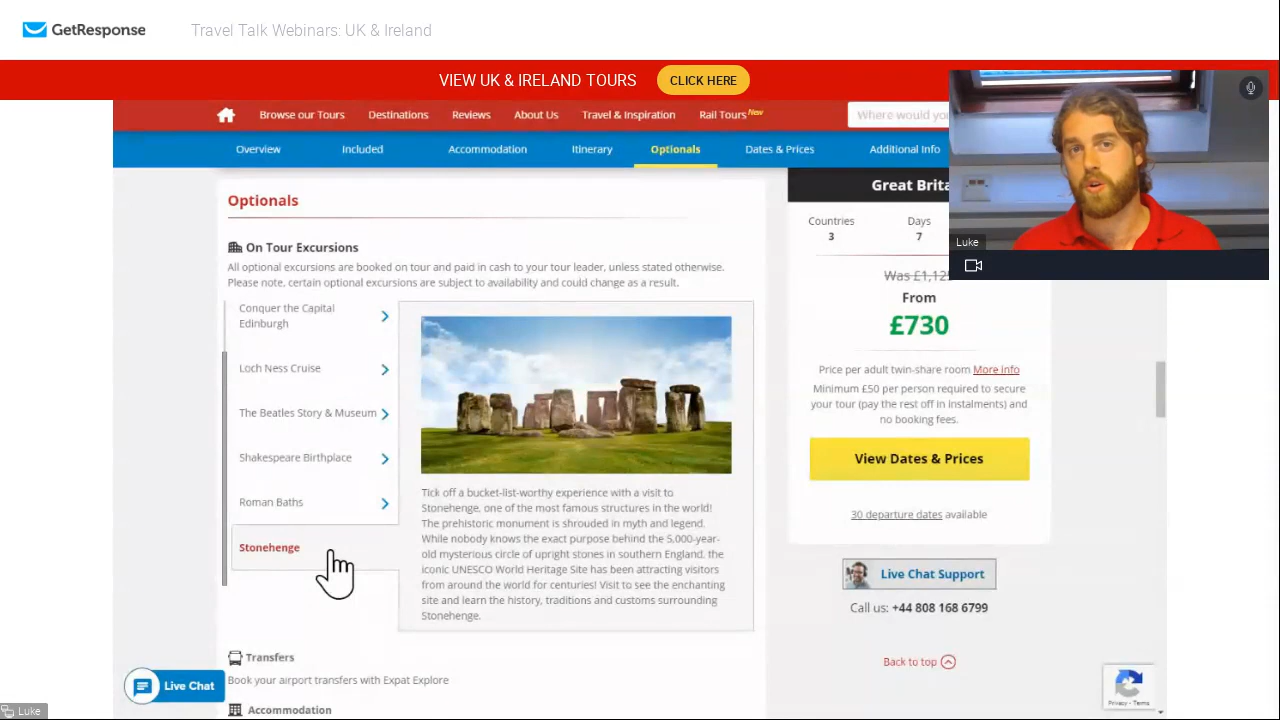 GetResponse
Travel Talk Webinars: UK & Ireland
VIEW UK & IRELAND TOURS
CLICK HERE
Browse our Tours
Destinations
Reviews
About Us
Travel & Inspiration
Rail Tours New
Where would you
Overview
Included
Accommodation
Itinerary
Optionals
Dates & Prices
Additional Info
Luke
Optionals
On Tour Excursions
All optional excursions are booked on tour and paid in cash to your tour leader, unless stated otherwise.
Please note, certain optional excursions are subject to availability and could change as a result.
Conquer the Capital
Edinburgh
Loch Ness Cruise
The Beatles Story & Museum
Shakespeare Birthplace
Roman Baths
Stonehenge
Tick off a bucket-list-worthy experience with a visit to
Stonehenge, one of the most famous structures in the world!
The prehistoric monument is shrouded in myth and legend.
While nobody knows the exact purpose behind the 5,000-year-
old mysterious circle of upright stones in southern England, the
iconic UNESCO World Heritage Site has been attracting visitors
from around the world for centuries! Visit to see the enchanting
site and learn the history, traditions and customs surrounding
Stonehenge.
Transfers
Book your airport transfers with Expat Explore
Accommodation
Great Brita
Countries
3
Days
7
Was £1,125
From
£730
Price per adult twin-share room More info
Minimum £50 per person required to secure
your tour (pay the rest off in instalments) and
no booking fees.
View Dates & Prices
30 departure dates available
Live Chat Support
Call us: +44 808 168 6799
Back to top
Live Chat
Privacy - Terms
Luke